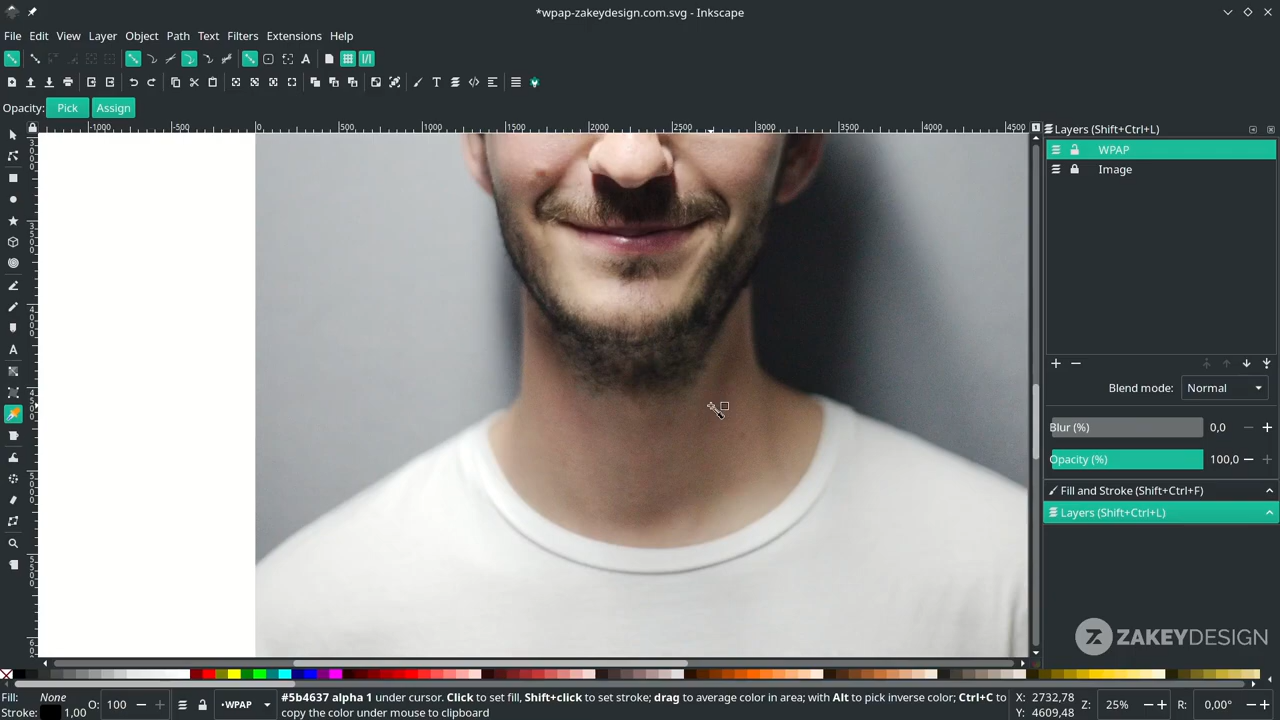 *wpap-zakeydesign.com.svg - Inkscape
File Edit View Layer Object Path Text Filters Extensions Help
Opacity: Pick Assign
-1000 -500 0 500 1000 1500 2000 2500 3000 3500 4000 4500
Layers (Shift+Ctrl+L)
WPAP
Image
Blend mode: Normal
Blur (%) 0,0
Opacity (%) 100,0
Fill and Stroke (Shift+Ctrl+F)
Layers (Shift+Ctrl+L)
ZAKEYDESIGN
Fill: None
Stroke: 1,00 O: 100 •WPAP
#5b4637 alpha 1 under cursor. Click to set fill, Shift+click to set stroke; drag to average color in area; with Alt to pick inverse color; Ctrl+C to
copy the color under mouse to clipboard
X: 2732,78
Y: 4609,48
Z: 25% R: 0,00°